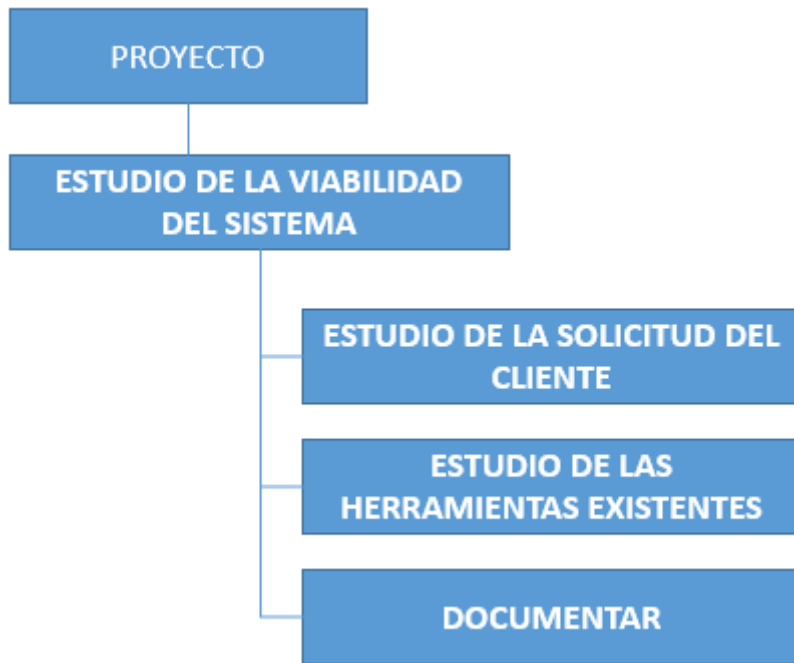 PROYECTO
ESTUDIO DE LA VIABILIDAD
DEL SISTEMA
ESTUDIO DE LA SOLICITUD DEL
CLIENTE
ESTUDIO DE LAS
HERRAMIENTAS EXISTENTES
DOCUMENTAR